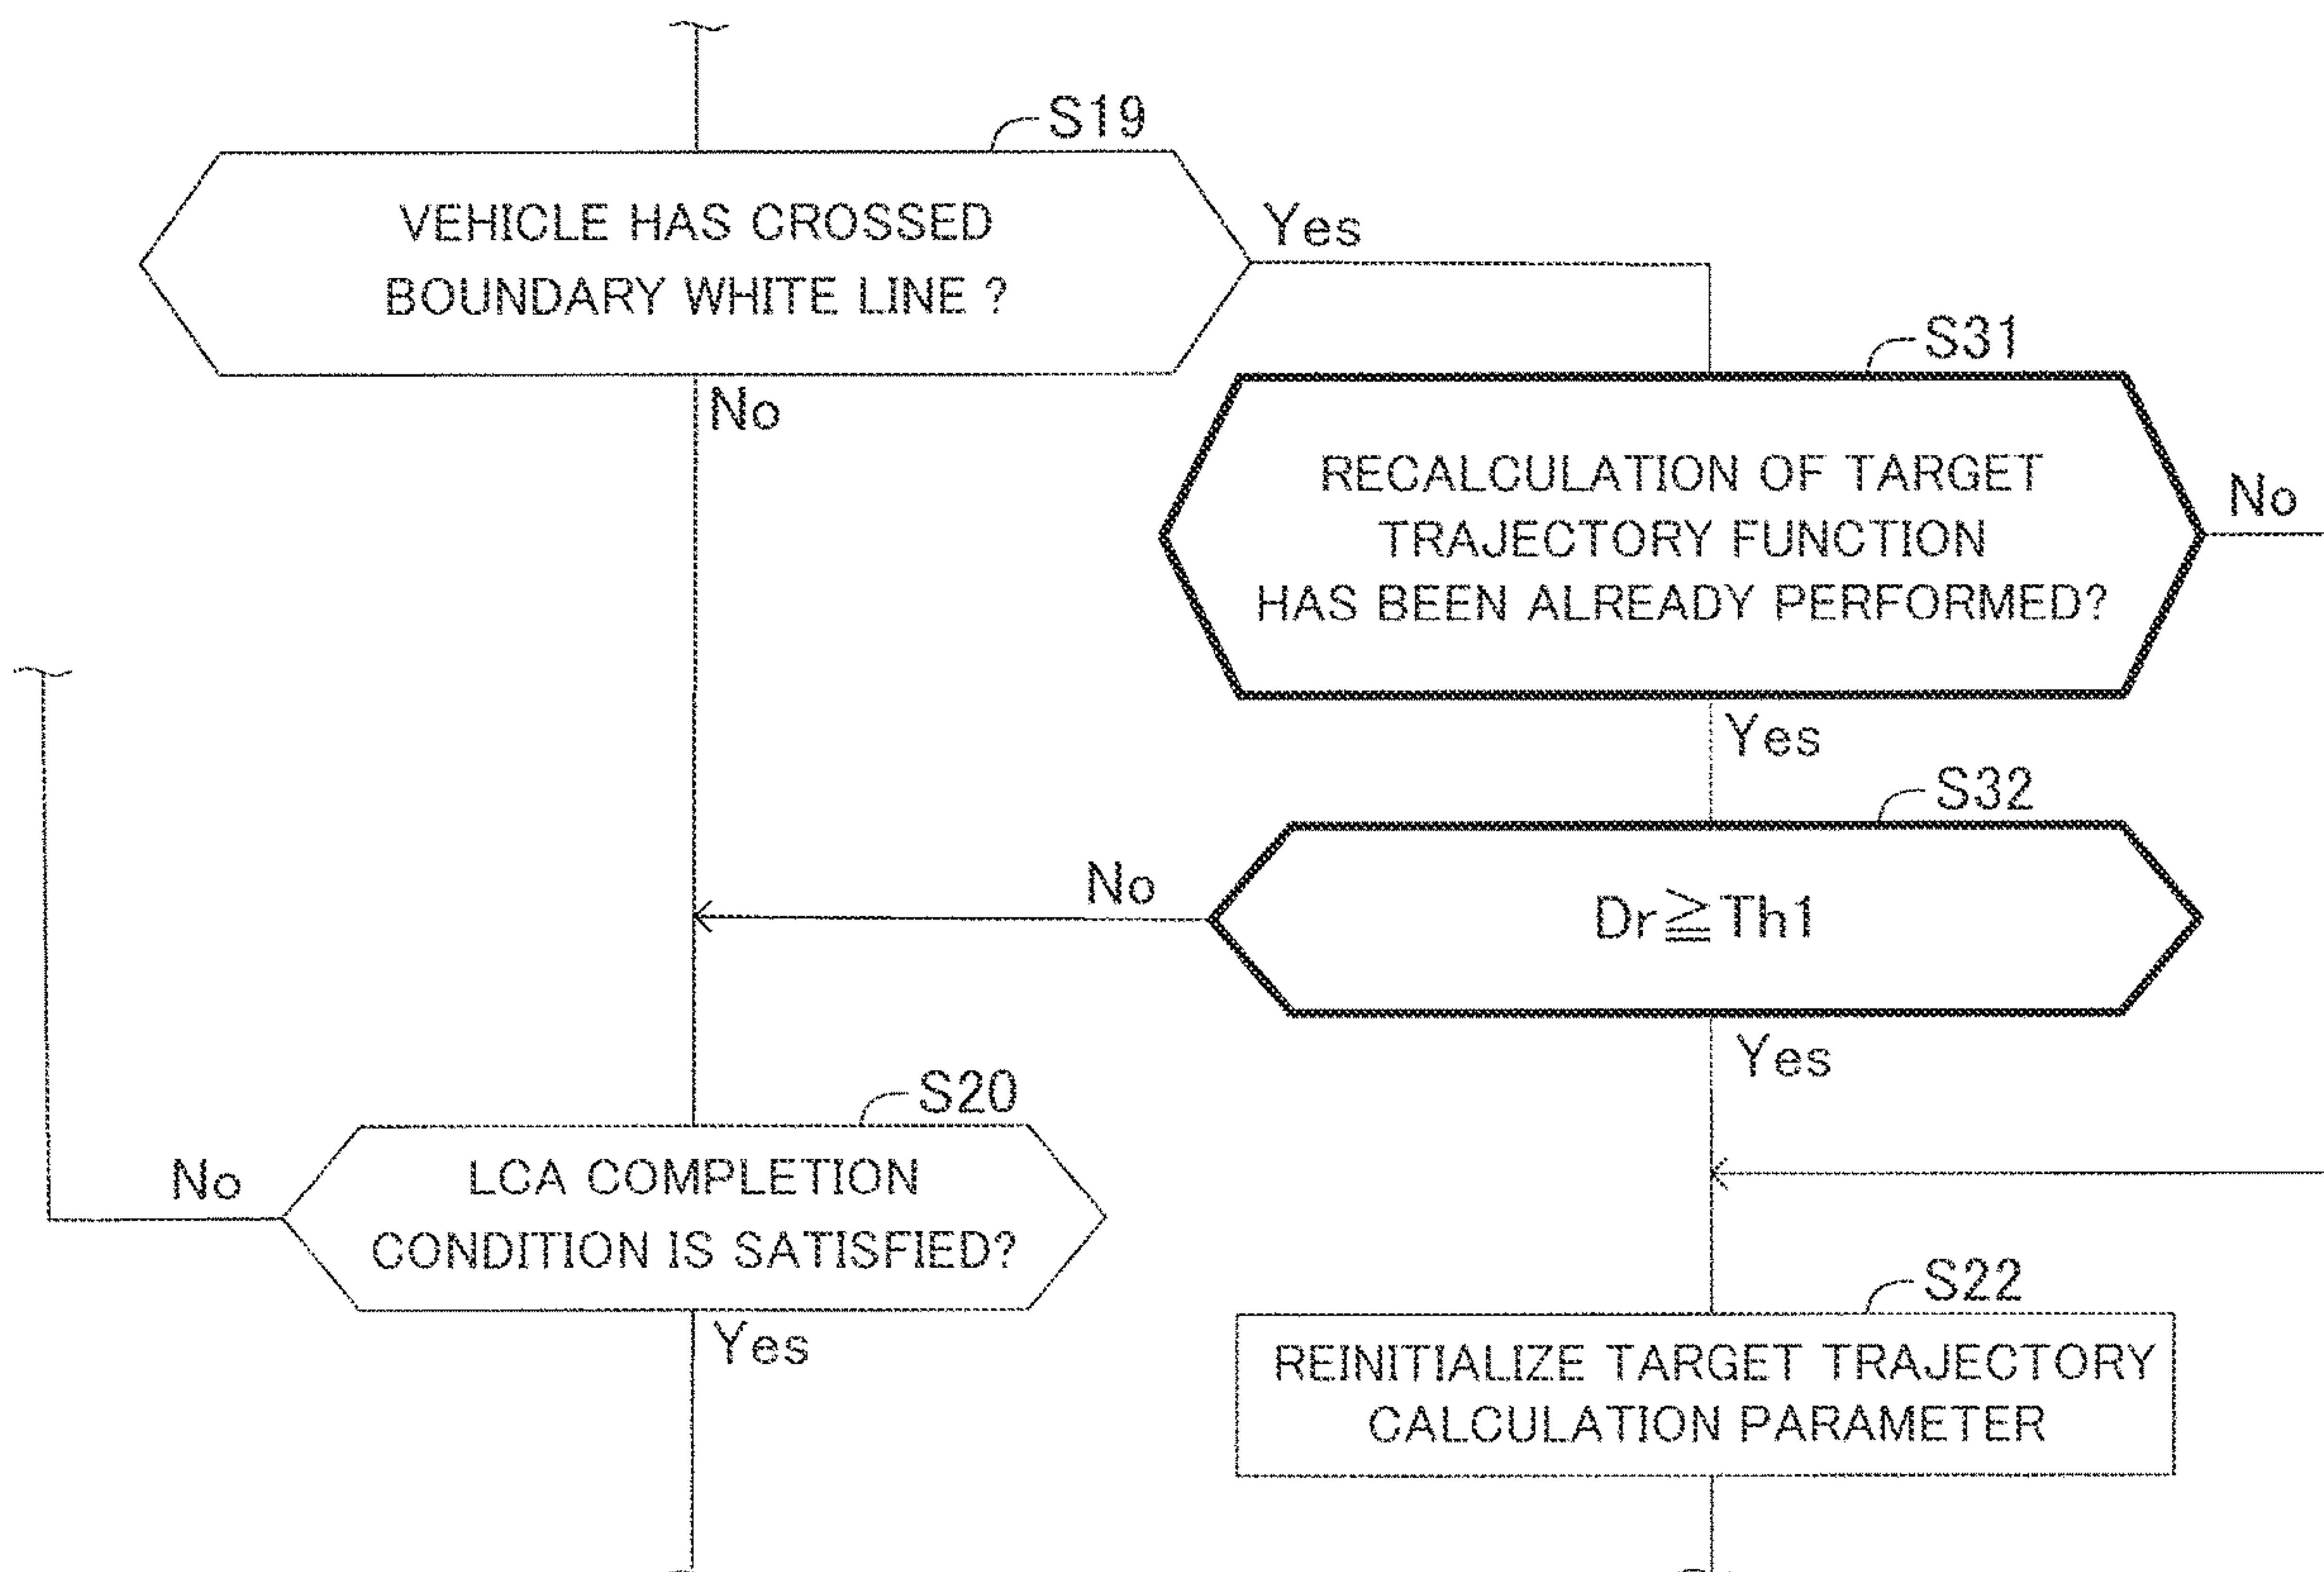 S19
VEHICLE HAS CROSSED
BOUNDARY WHITE LINE ?
Yes
No
S31
RECALCULATION OF TARGET
TRAJECTORY FUNCTION
HAS BEEN ALREADY PERFORMED?
No
Yes
S32
Dr≧Th1
No
Yes
S20
LCA COMPLETION
CONDITION IS SATISFIED?
No
Yes
S22
REINITIALIZE TARGET TRAJECTORY
CALCULATION PARAMETER